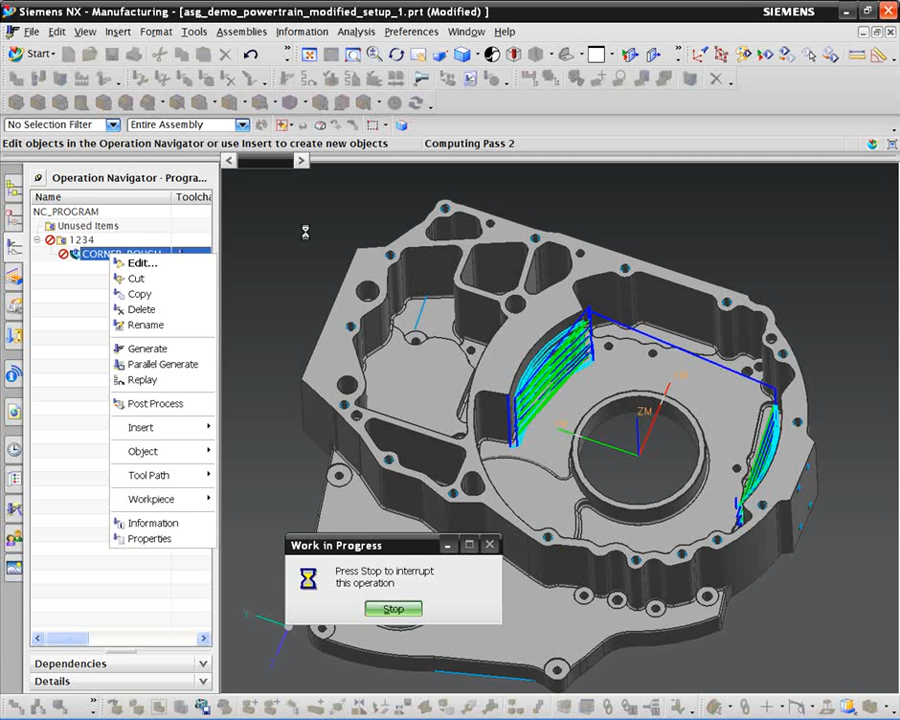 Siemens NX - Manufacturing - [asg_demo_powertrain_modified_setup_1.prt (Modified) ]
SIEMENS
File Edit View Insert Format Tools Assemblies Information Analysis Preferences Window Help
Start
No Selection Filter
Entire Assembly
Edit objects in the Operation Navigator or use Insert to create new objects
Computing Pass 2
Operation Navigator - Progra...
Name
Toolcha
NC_PROGRAM
Unused Items
1234
CORNER_ROUGH
Edit...
Cut
Copy
Delete
Rename
Generate
Parallel Generate
Replay
Post Process
Insert
Object
Tool Path
Workpiece
Information
Properties
ZM
Work in Progress
Press Stop to interrupt
this operation
Stop
Dependencies
Details